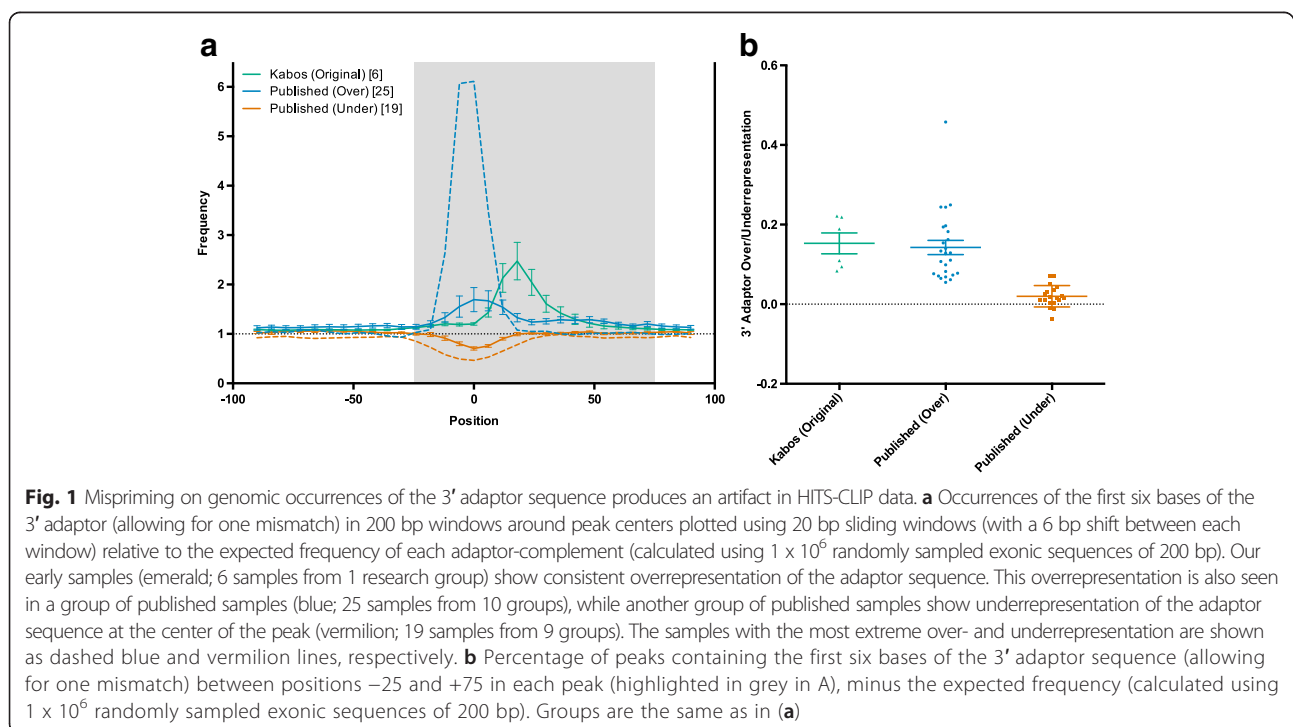 a
b
Kabos (Original) [6]
Published (Over) [25]
Published (Under) [19]
Frequency
6
5
4
3
2
1
0
-100
-50
0
50
100
Position
3' Adaptor Over/Underrepresentation
0.6
0.4
0.2
0.0
-0.2
Kabos (Original)
Published (Over)
Published (Under)
Fig. 1 Mispriming on genomic occurrences of the 3′ adaptor sequence produces an artifact in HITS-CLIP data. a Occurrences of the first six bases of the
3′ adaptor (allowing for one mismatch) in 200 bp windows around peak centers plotted using 20 bp sliding windows (with a 6 bp shift between each
window) relative to the expected frequency of each adaptor-complement (calculated using 1 x 10⁶ randomly sampled exonic sequences of 200 bp). Our
early samples (emerald; 6 samples from 1 research group) show consistent overrepresentation of the adaptor sequence. This overrepresentation is also seen
in a group of published samples (blue; 25 samples from 10 groups), while another group of published samples show underrepresentation of the adaptor
sequence at the center of the peak (vermilion; 19 samples from 9 groups). The samples with the most extreme over- and underrepresentation are shown
as dashed blue and vermilion lines, respectively. b Percentage of peaks containing the first six bases of the 3′ adaptor sequence (allowing
for one mismatch) between positions −25 and +75 in each peak (highlighted in grey in A), minus the expected frequency (calculated using
1 x 10⁶ randomly sampled exonic sequences of 200 bp). Groups are the same as in (a)